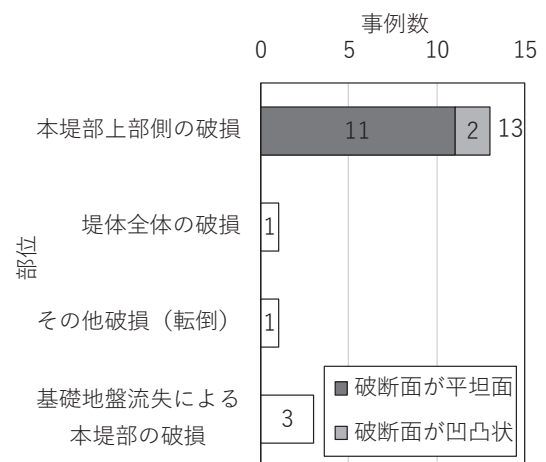 事例数
0 5 10 15
本堤部上部側の破損 11 2 13
堤体全体の破損 1
部位
その他破損（転倒） 1
基礎地盤流失による
本堤部の破損
3
破断面が平坦面
破断面が凹凸状